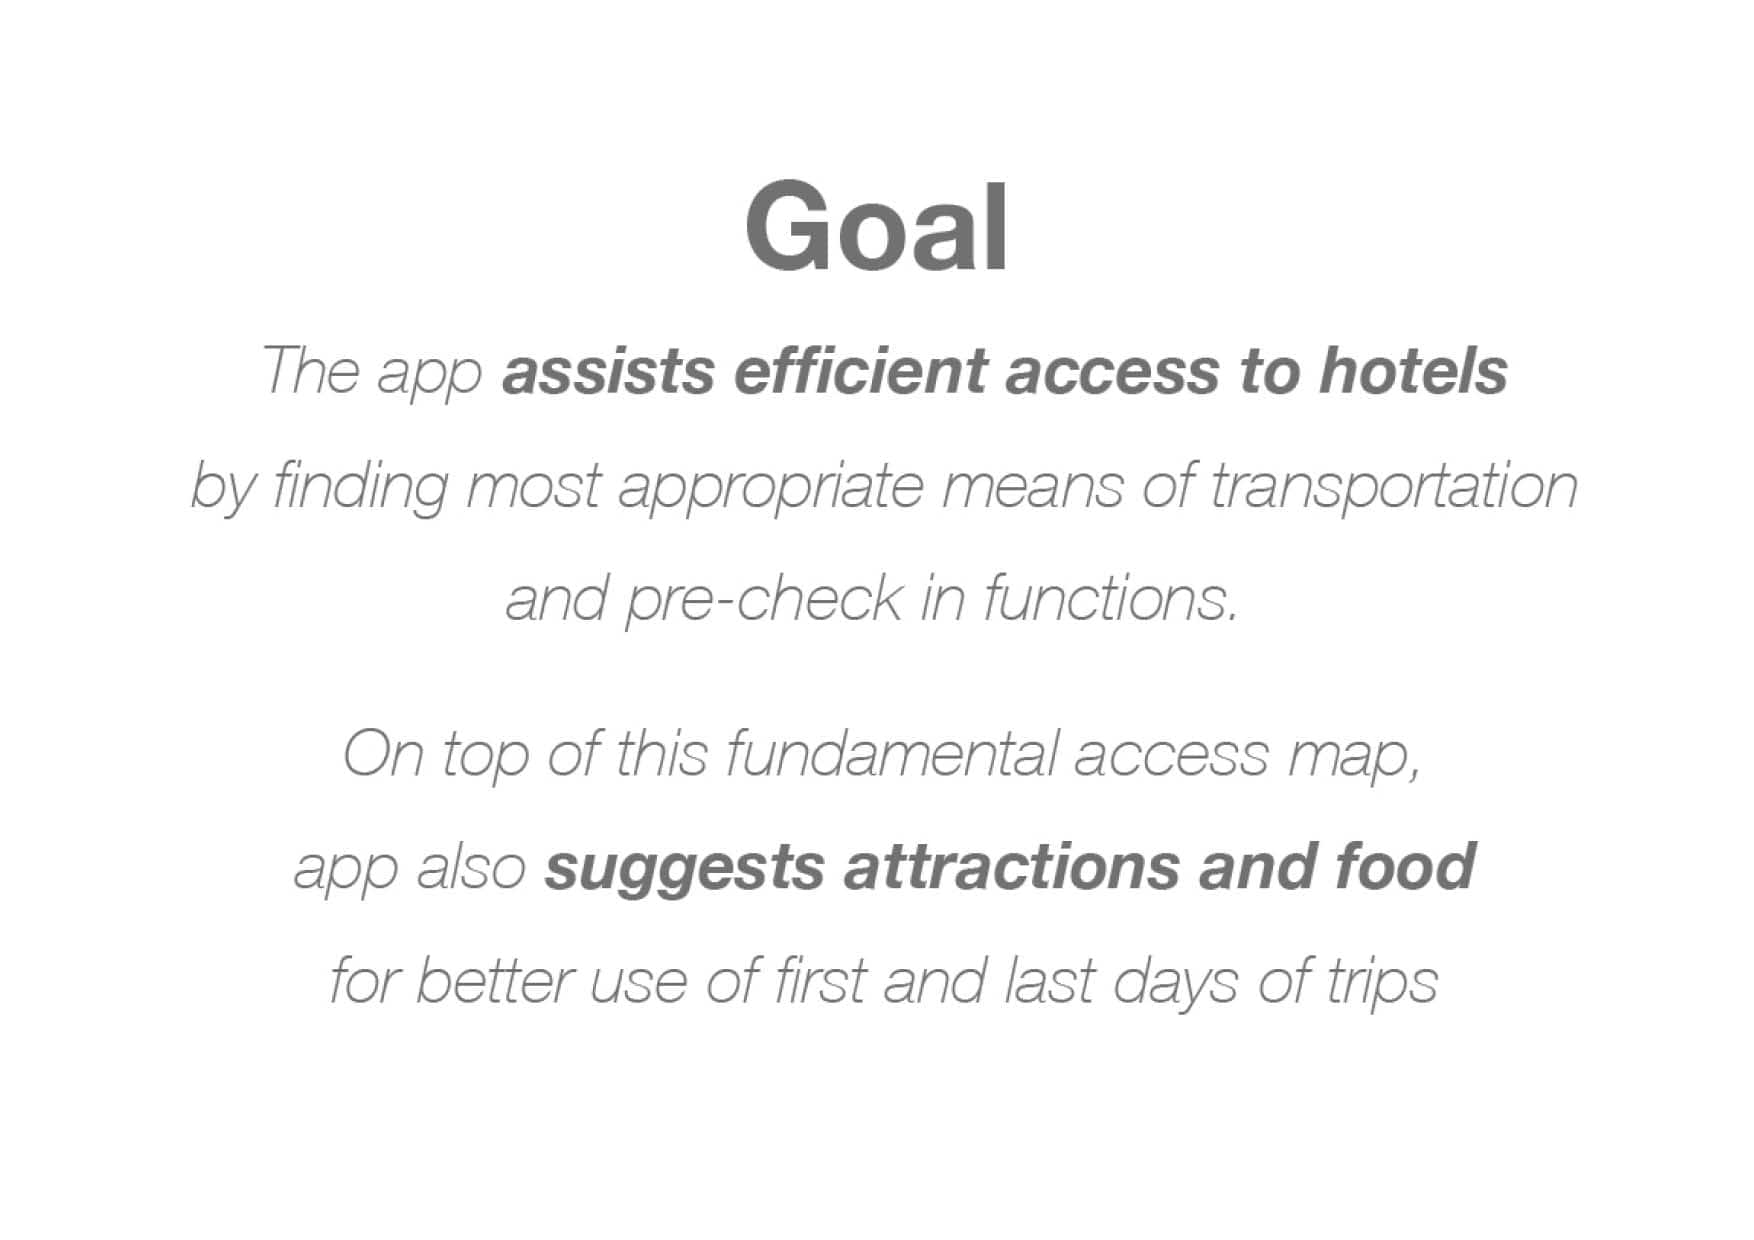 Goal
The app assists efficient access to hotels
by finding most appropriate means of transportation
and pre-check in functions.
On top of this fundamental access map,
app also suggests attractions and food
for better use of first and last days of trips